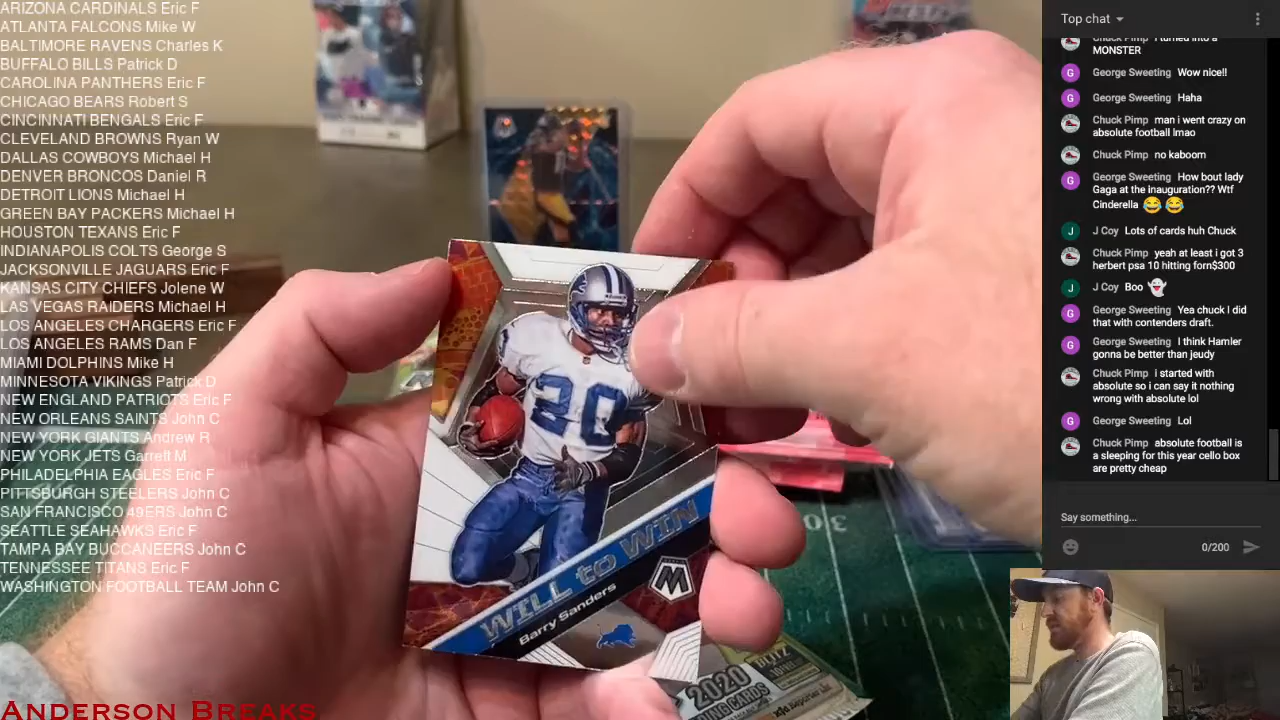 ARIZONA CARDINALS Eric F
ATLANTA FALCONS Mike W
BALTIMORE RAVENS Charles K
BUFFALO BILLS Patrick D
CAROLINA PANTHERS Eric F
CHICAGO BEARS Robert S
CINCINNATI BENGALS Eric F
CLEVELAND BROWNS Ryan W
DALLAS COWBOYS Michael H
DENVER BRONCOS Daniel R
DETROIT LIONS Michael H
GREEN BAY PACKERS Michael H
HOUSTON TEXANS Eric F
INDIANAPOLIS COLTS George S
JACKSONVILLE JAGUARS Eric F
KANSAS CITY CHIEFS Jolene W
LAS VEGAS RAIDERS Michael H
LOS ANGELES CHARGERS Eric F
LOS ANGELES RAMS Dan F
MIAMI DOLPHINS Mike H
MINNESOTA VIKINGS Patrick D
NEW ENGLAND PATRIOTS Eric F
NEW ORLEANS SAINTS John C
NEW YORK GIANTS Andrew R
NEW YORK JETS Garrett M
PHILADELPHIA EAGLES Eric F
PITTSBURGH STEELERS John C
SAN FRANCISCO 49ERS John C
SEATTLE SEAHAWKS Eric F
TAMPA BAY BUCCANEERS John C
TENNESSEE TITANS Eric F
WASHINGTON FOOTBALL TEAM John C
ANDERSON BREAKS
20
WILL to WIN
Barry Sanders
M
2020
BLITZ
Top chat
Chuck Pimp I turned into a
MONSTER
George Sweeting Wow nice!!
George Sweeting Haha
Chuck Pimp man i went crazy on
absolute football lmao
Chuck Pimp no kaboom
George Sweeting How bout lady
Gaga at the inauguration?? Wtf
Cinderella 😂 😂
J Coy Lots of cards huh Chuck
Chuck Pimp yeah at least i got 3
herbert psa 10 hitting forn$300
J Coy Boo 👻
George Sweeting Yea chuck I did
that with contenders draft.
George Sweeting I think Hamler
gonna be better than jeudy
Chuck Pimp i started with
absolute so i can say it nothing
wrong with absolute lol
George Sweeting Lol
Chuck Pimp absolute football is
a sleeping for this year cello box
are pretty cheap
Say something...
0/200